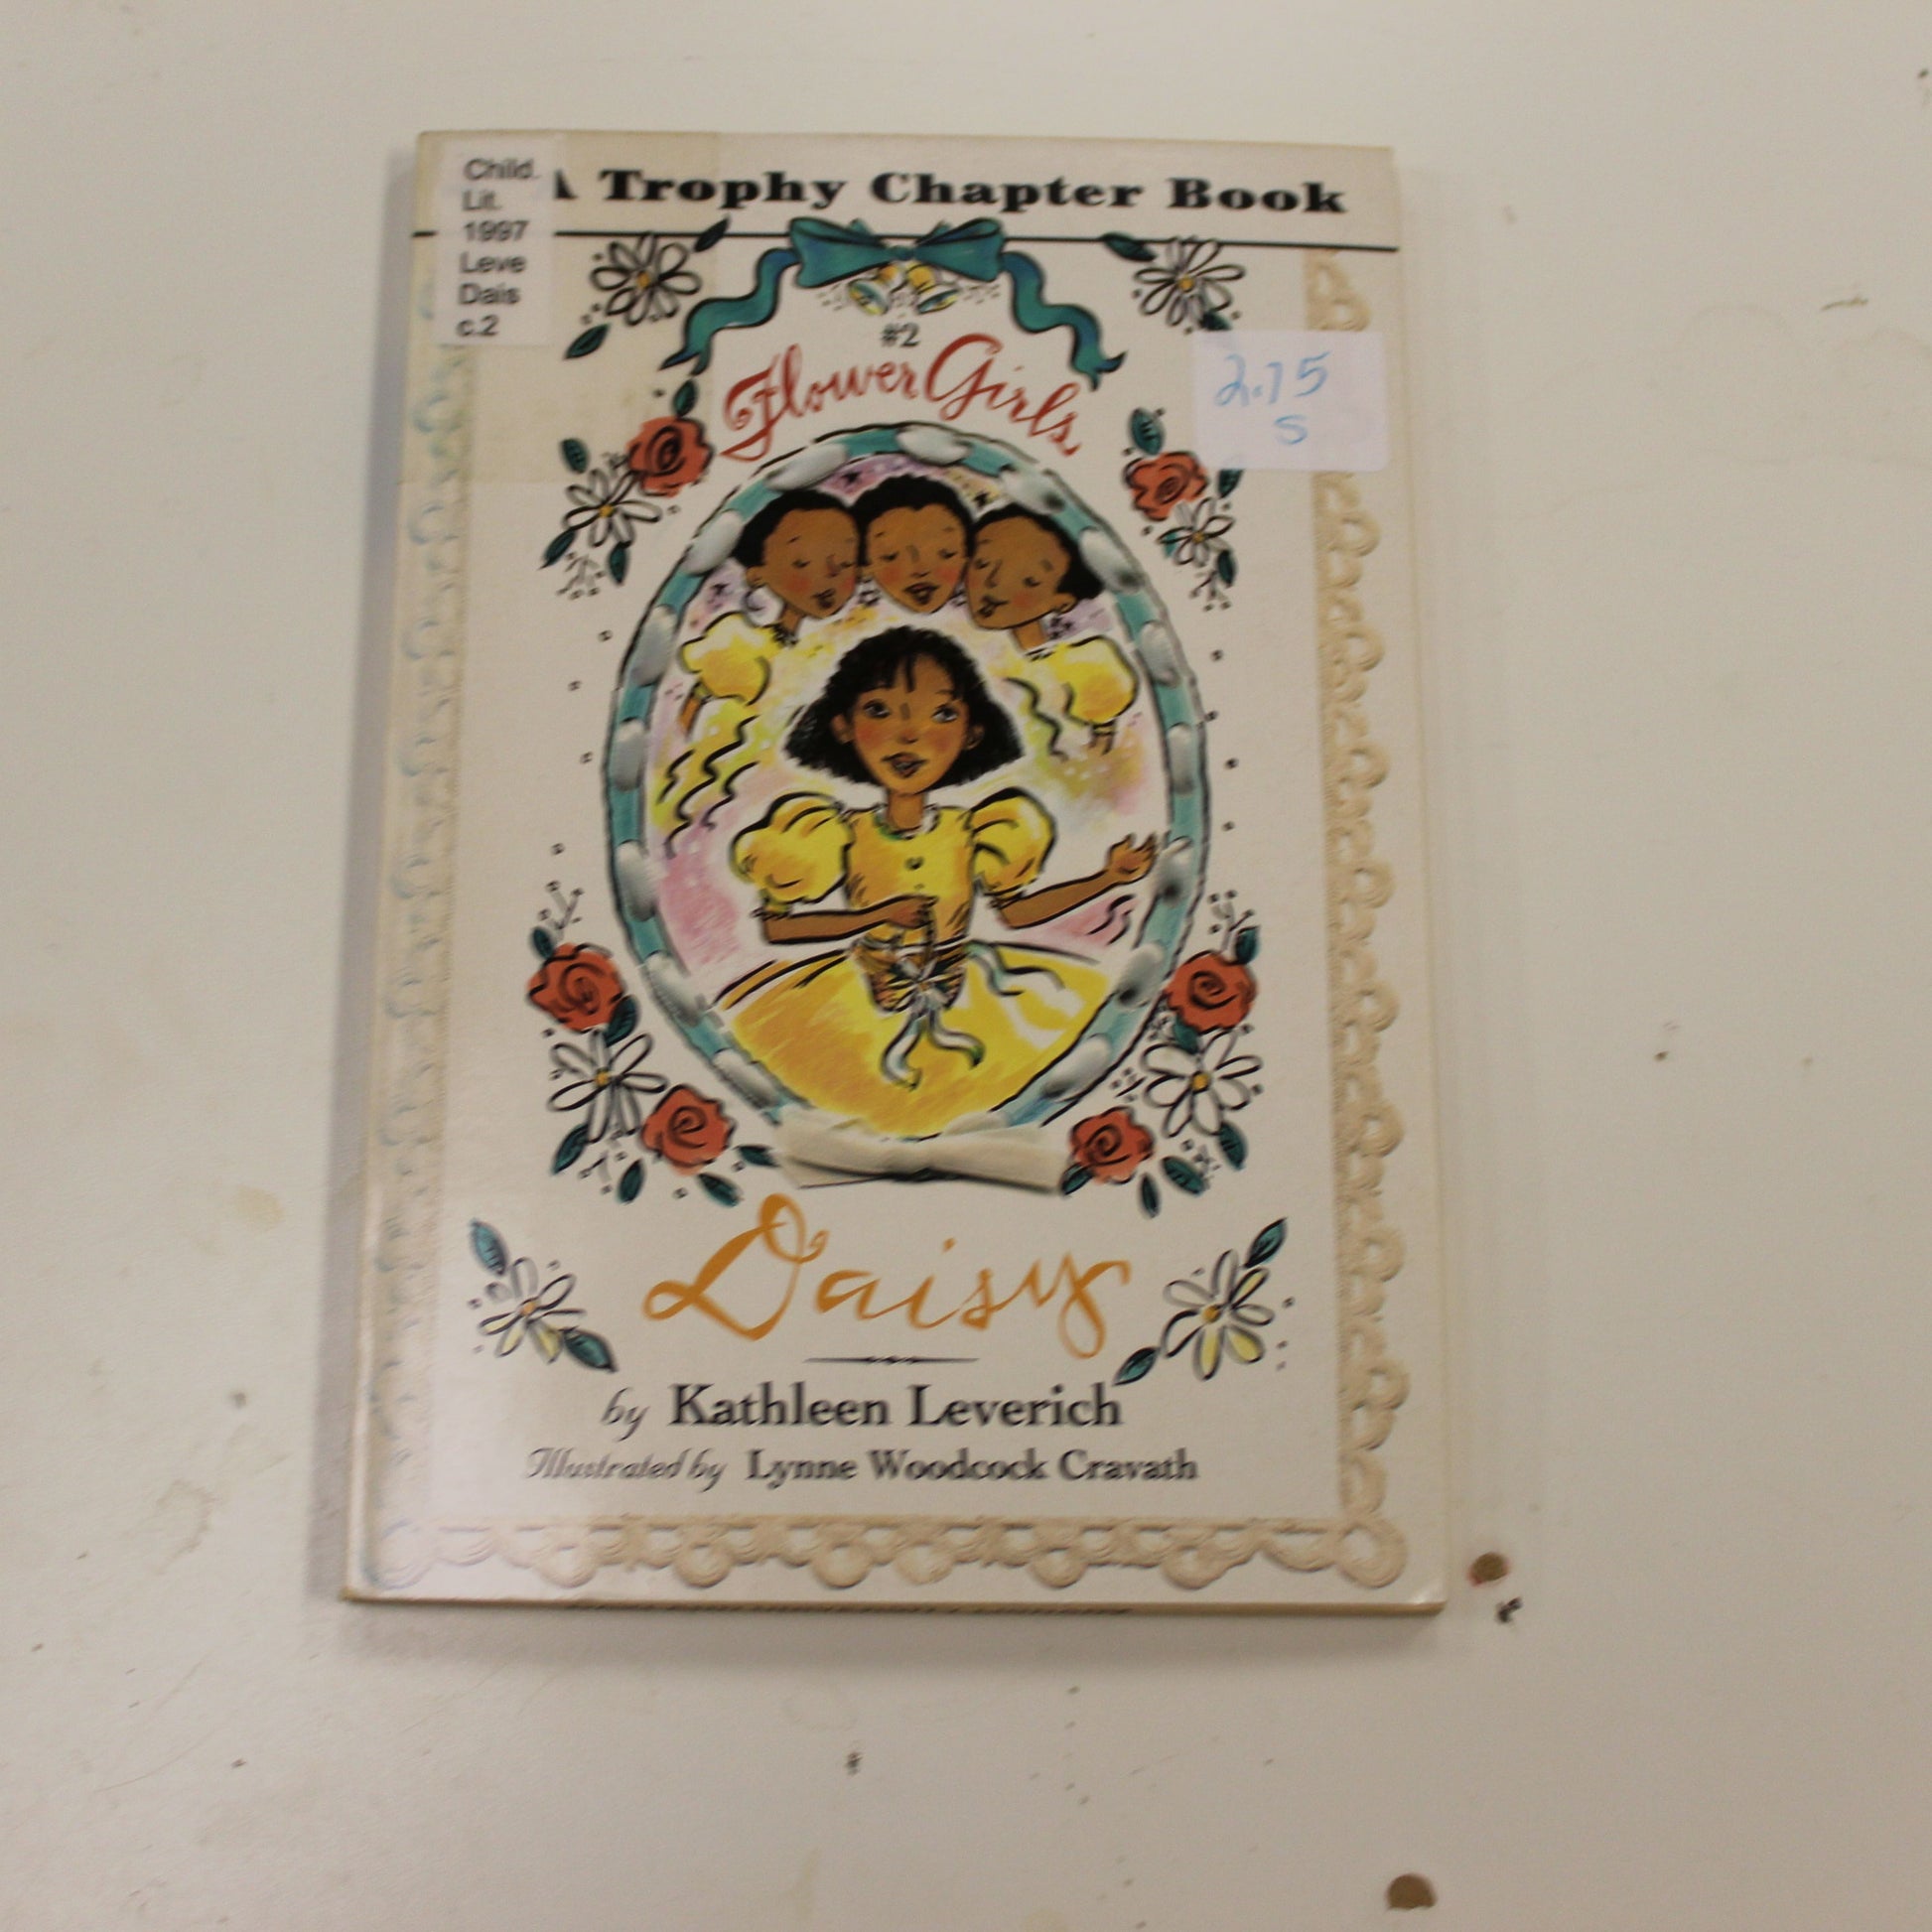 Child.
Lit.
1997
Leve
Dais
c.2
A Trophy Chapter Book
#2
Flower Girls
2.75
S
Daisy
by Kathleen Leverich
Illustrated by Lynne Woodcock Cravath